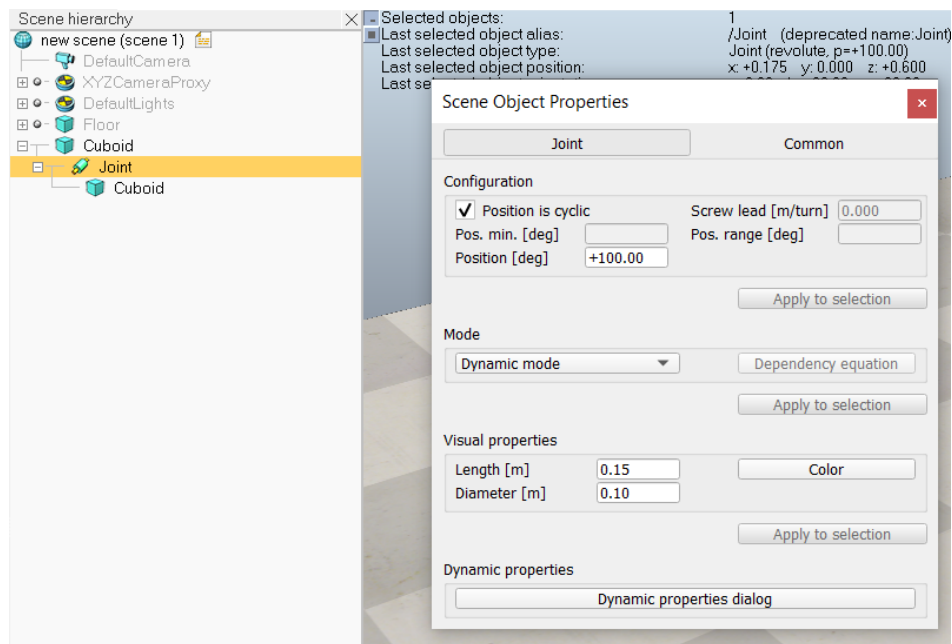 Scene hierarchy
new scene (scene 1)
DefaultCamera
XYZCameraProxy
DefaultLights
Floor
Cuboid
Joint
Cuboid
Selected objects: 1
Last selected object alias: /Joint (deprecated name:Joint)
Last selected object type: Joint (revolute, p=+100.00)
Last selected object position: x: +0.175 y: 0.000 z: +0.600
Last se
Scene Object Properties
Joint Common
Configuration
Position is cyclic Screw lead [m/turn] 0.000
Pos. min. [deg] Pos. range [deg]
Position [deg] +100.00
Apply to selection
Mode
Dynamic mode Dependency equation
Apply to selection
Visual properties
Length [m] 0.15 Color
Diameter [m] 0.10
Apply to selection
Dynamic properties
Dynamic properties dialog